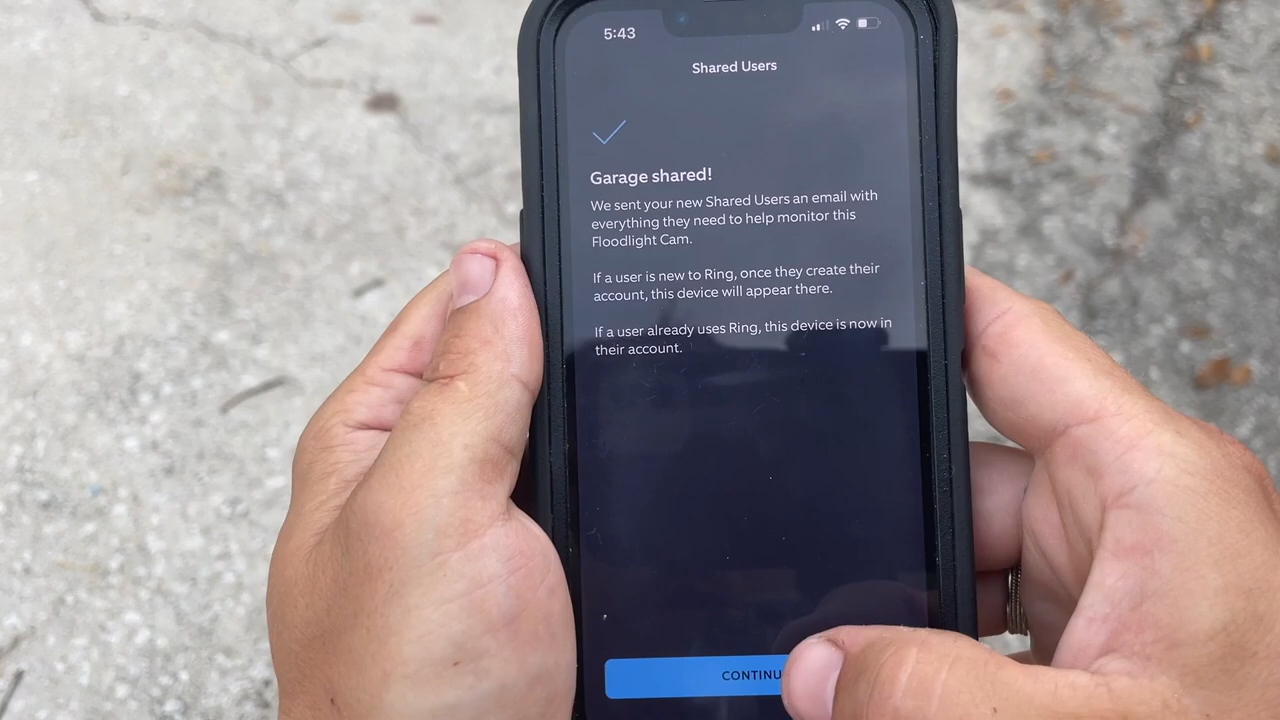 5:43
Shared Users
Garage shared!
We sent your new Shared Users an email with
everything they need to help monitor this
Floodlight Cam.
If a user is new to Ring, once they create their
account, this device will appear there.
If a user already uses Ring, this device is now in
their account.
CONTINU